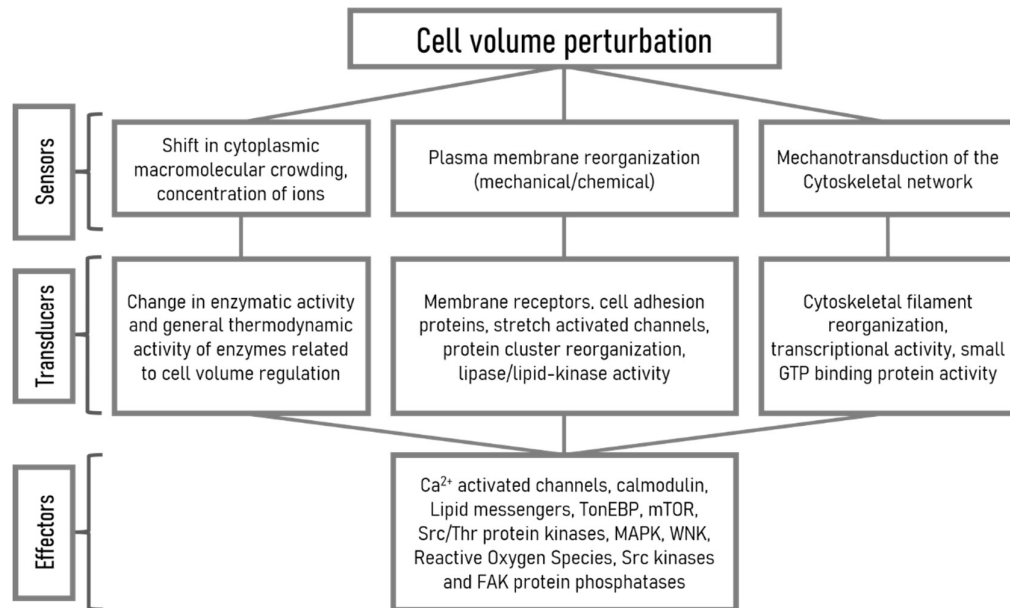 Cell volume perturbation
Sensors
Shift in cytoplasmic
macromolecular crowding,
concentration of ions
Plasma membrane reorganization
(mechanical/chemical)
Mechanotransduction of the
Cytoskeletal network
Transducers
Change in enzymatic activity
and general thermodynamic
activity of enzymes related
to cell volume regulation
Membrane receptors, cell adhesion
proteins, stretch activated channels,
protein cluster reorganization,
lipase/lipid-kinase activity
Cytoskeletal filament
reorganization,
transcriptional activity, small
GTP binding protein activity
Effectors
Ca²⁺ activated channels, calmodulin,
Lipid messengers, TonEBP, mTOR,
Src/Thr protein kinases, MAPK, WNK,
Reactive Oxygen Species, Src kinases
and FAK protein phosphatases